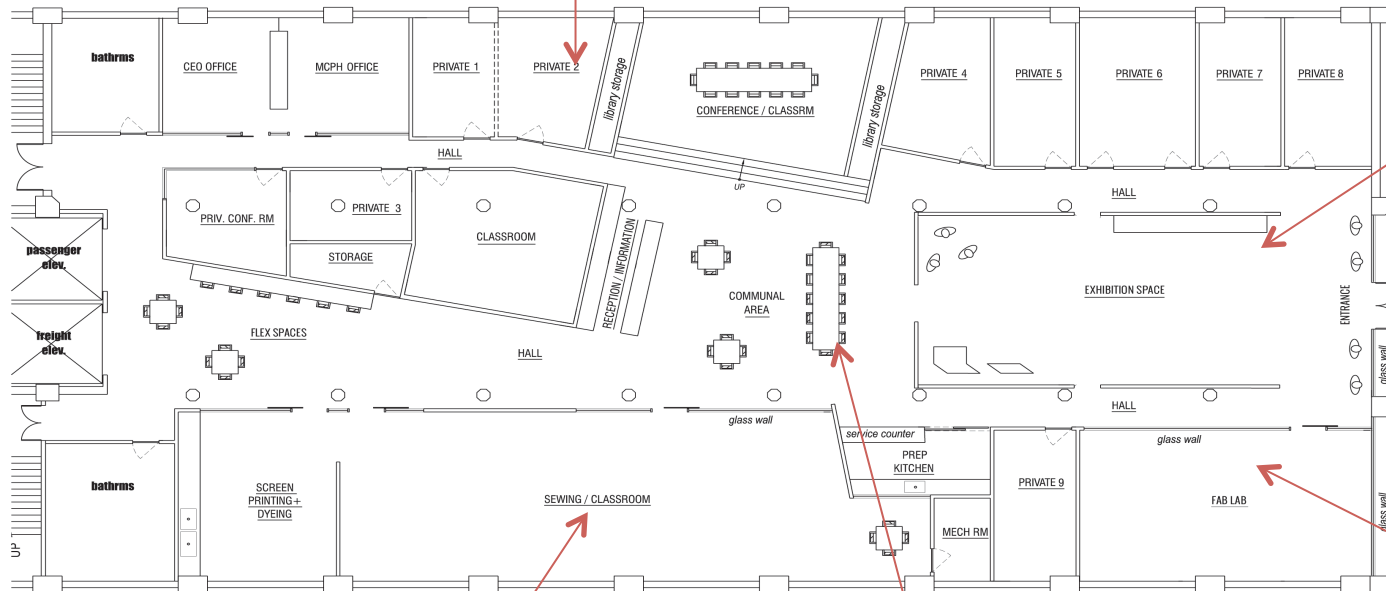 bathrms
CEO OFFICE
MCPH OFFICE
PRIVATE 1
PRIVATE 2
library storage
CONFERENCE / CLASSRM
library storage
PRIVATE 4
PRIVATE 5
PRIVATE 6
PRIVATE 7
PRIVATE 8
HALL
UP
HALL
PRIV. CONF. RM
PRIVATE 3
STORAGE
CLASSROOM
RECEPTION / INFORMATION
passenger
elev.
freight
elev.
FLEX SPACES
HALL
COMMUNAL
AREA
EXHIBITION SPACE
ENTRANCE
glass wall
HALL
glass wall
service counter
PREP
KITCHEN
glass wall
bathrms
SCREEN
PRINTING+
DYEING
SEWING / CLASSROOM
MECH RM
PRIVATE 9
FAB LAB
glass wall
UP